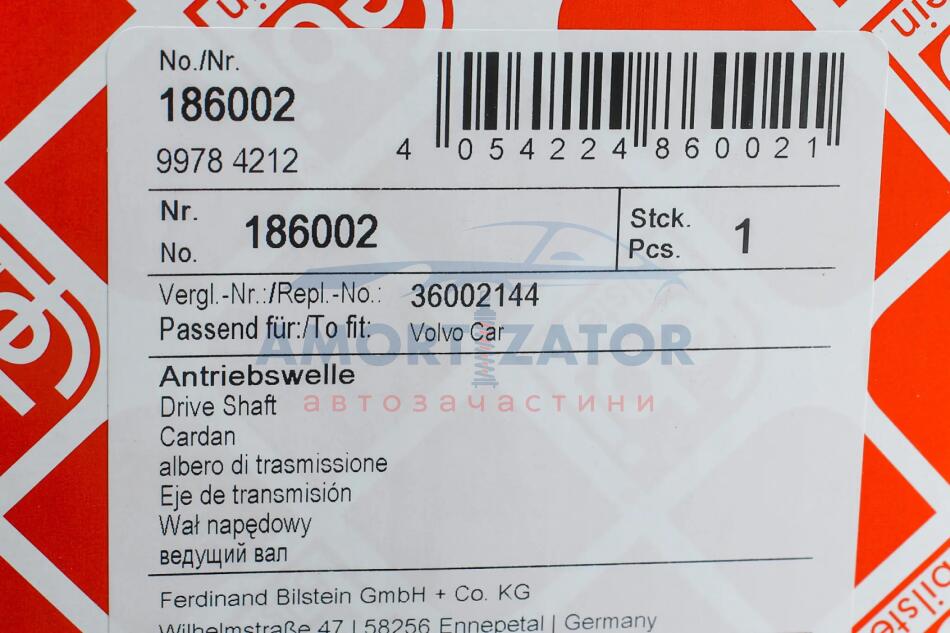 No./Nr.
186002
9978 4212
4 054224 860021
Nr.
No.
186002
Stck.
Pcs.
1
Vergl.-Nr.:/Repl.-No.: 36002144
Passend für:/To fit: Volvo Car
AMORTIZATOR
автозачастини
Antriebswelle
Drive Shaft
Cardan
albero di trasmissione
Eje de transmisión
Wał napędowy
ведущий вал
Ferdinand Bilstein GmbH + Co. KG
Wilhelmstraße 47 | 58256 Ennepetal | Germany